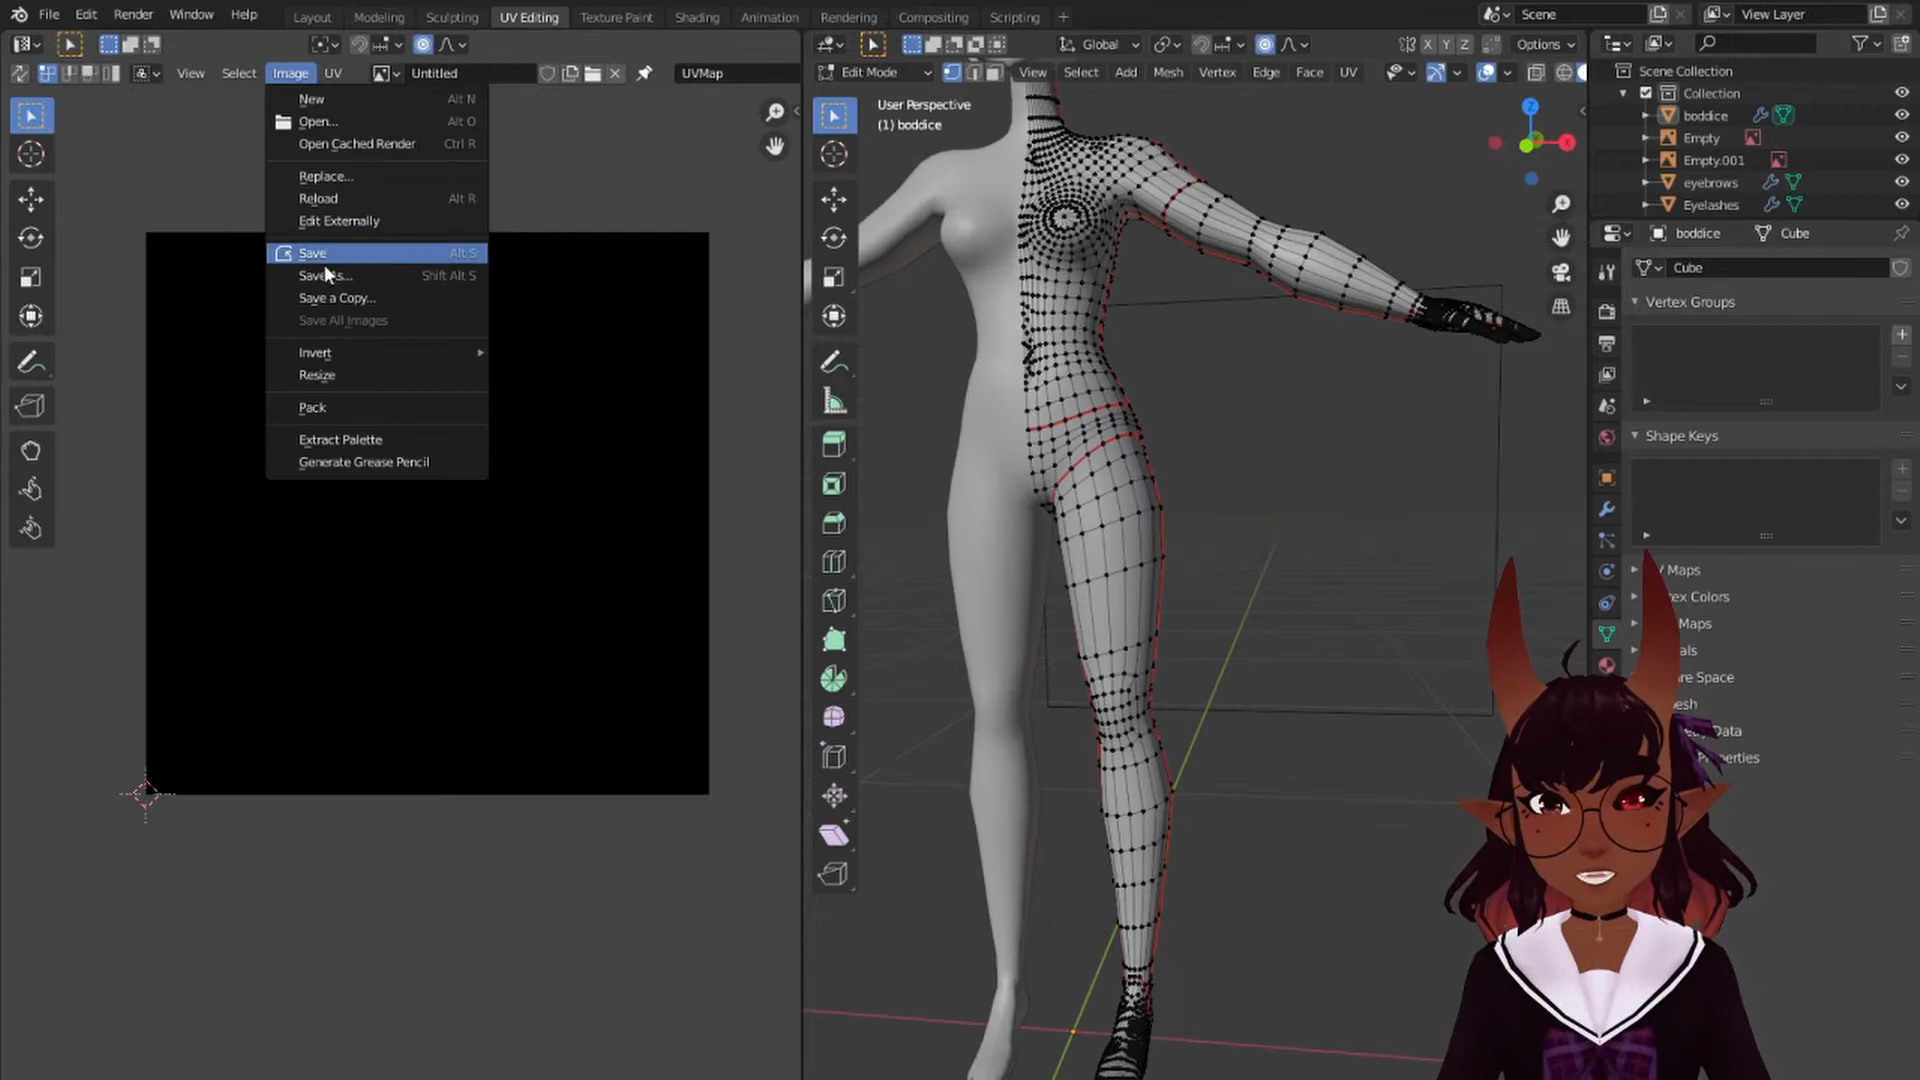 File Edit Render Window Help
Layout Modeling Sculpting UV Editing Texture Paint Shading Animation Rendering Compositing Scripting +
Scene
View Layer
Global
X Y Z
Options
View Select Image UV
Untitled
UVMap
Edit Mode
View Select Add Mesh Vertex Edge Face UV
New Alt N
Open... Alt O
Open Cached Render Ctrl R
Replace...
Reload Alt R
Edit Externally
Save Alt S
Save As... Shift Alt S
Save a Copy...
Save All Images
Invert
Resize
Pack
Extract Palette
Generate Grease Pencil
User Perspective
(1) boddice
Z
X
Scene Collection
Collection
boddice
Empty
Empty.001
eyebrows
Eyelashes
boddice Cube
Cube
Vertex Groups
Shape Keys
V Maps
tex Colors
Maps
als
re Space
esh
ry Data
Properties